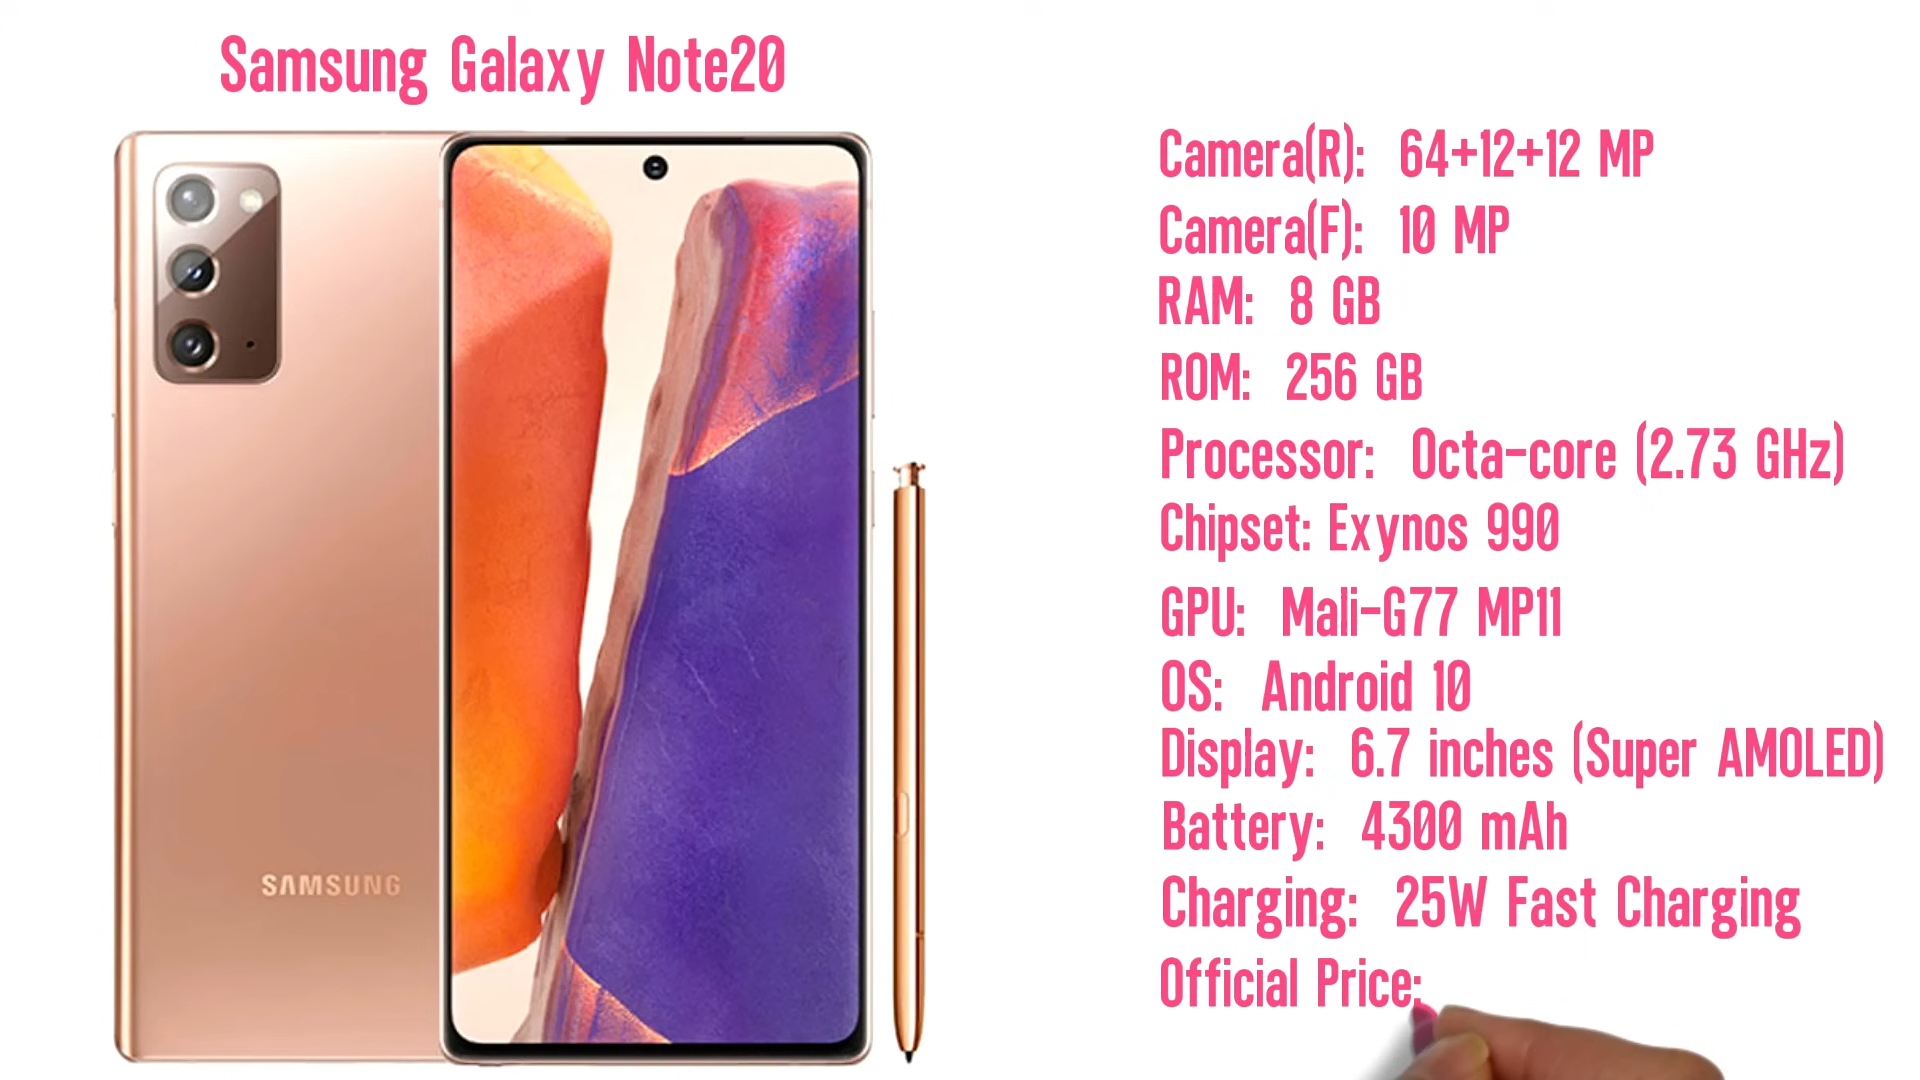 Samsung Galaxy Note20
SAMSUNG
Camera(R): 64+12+12 MP
Camera(F): 10 MP
RAM: 8 GB
ROM: 256 GB
Processor: Octa-core (2.73 GHz)
Chipset: Exynos 990
GPU: Mali-G77 MP11
OS: Android 10
Display: 6.7 inches (Super AMOLED)
Battery: 4300 mAh
Charging: 25W Fast Charging
Official Price: